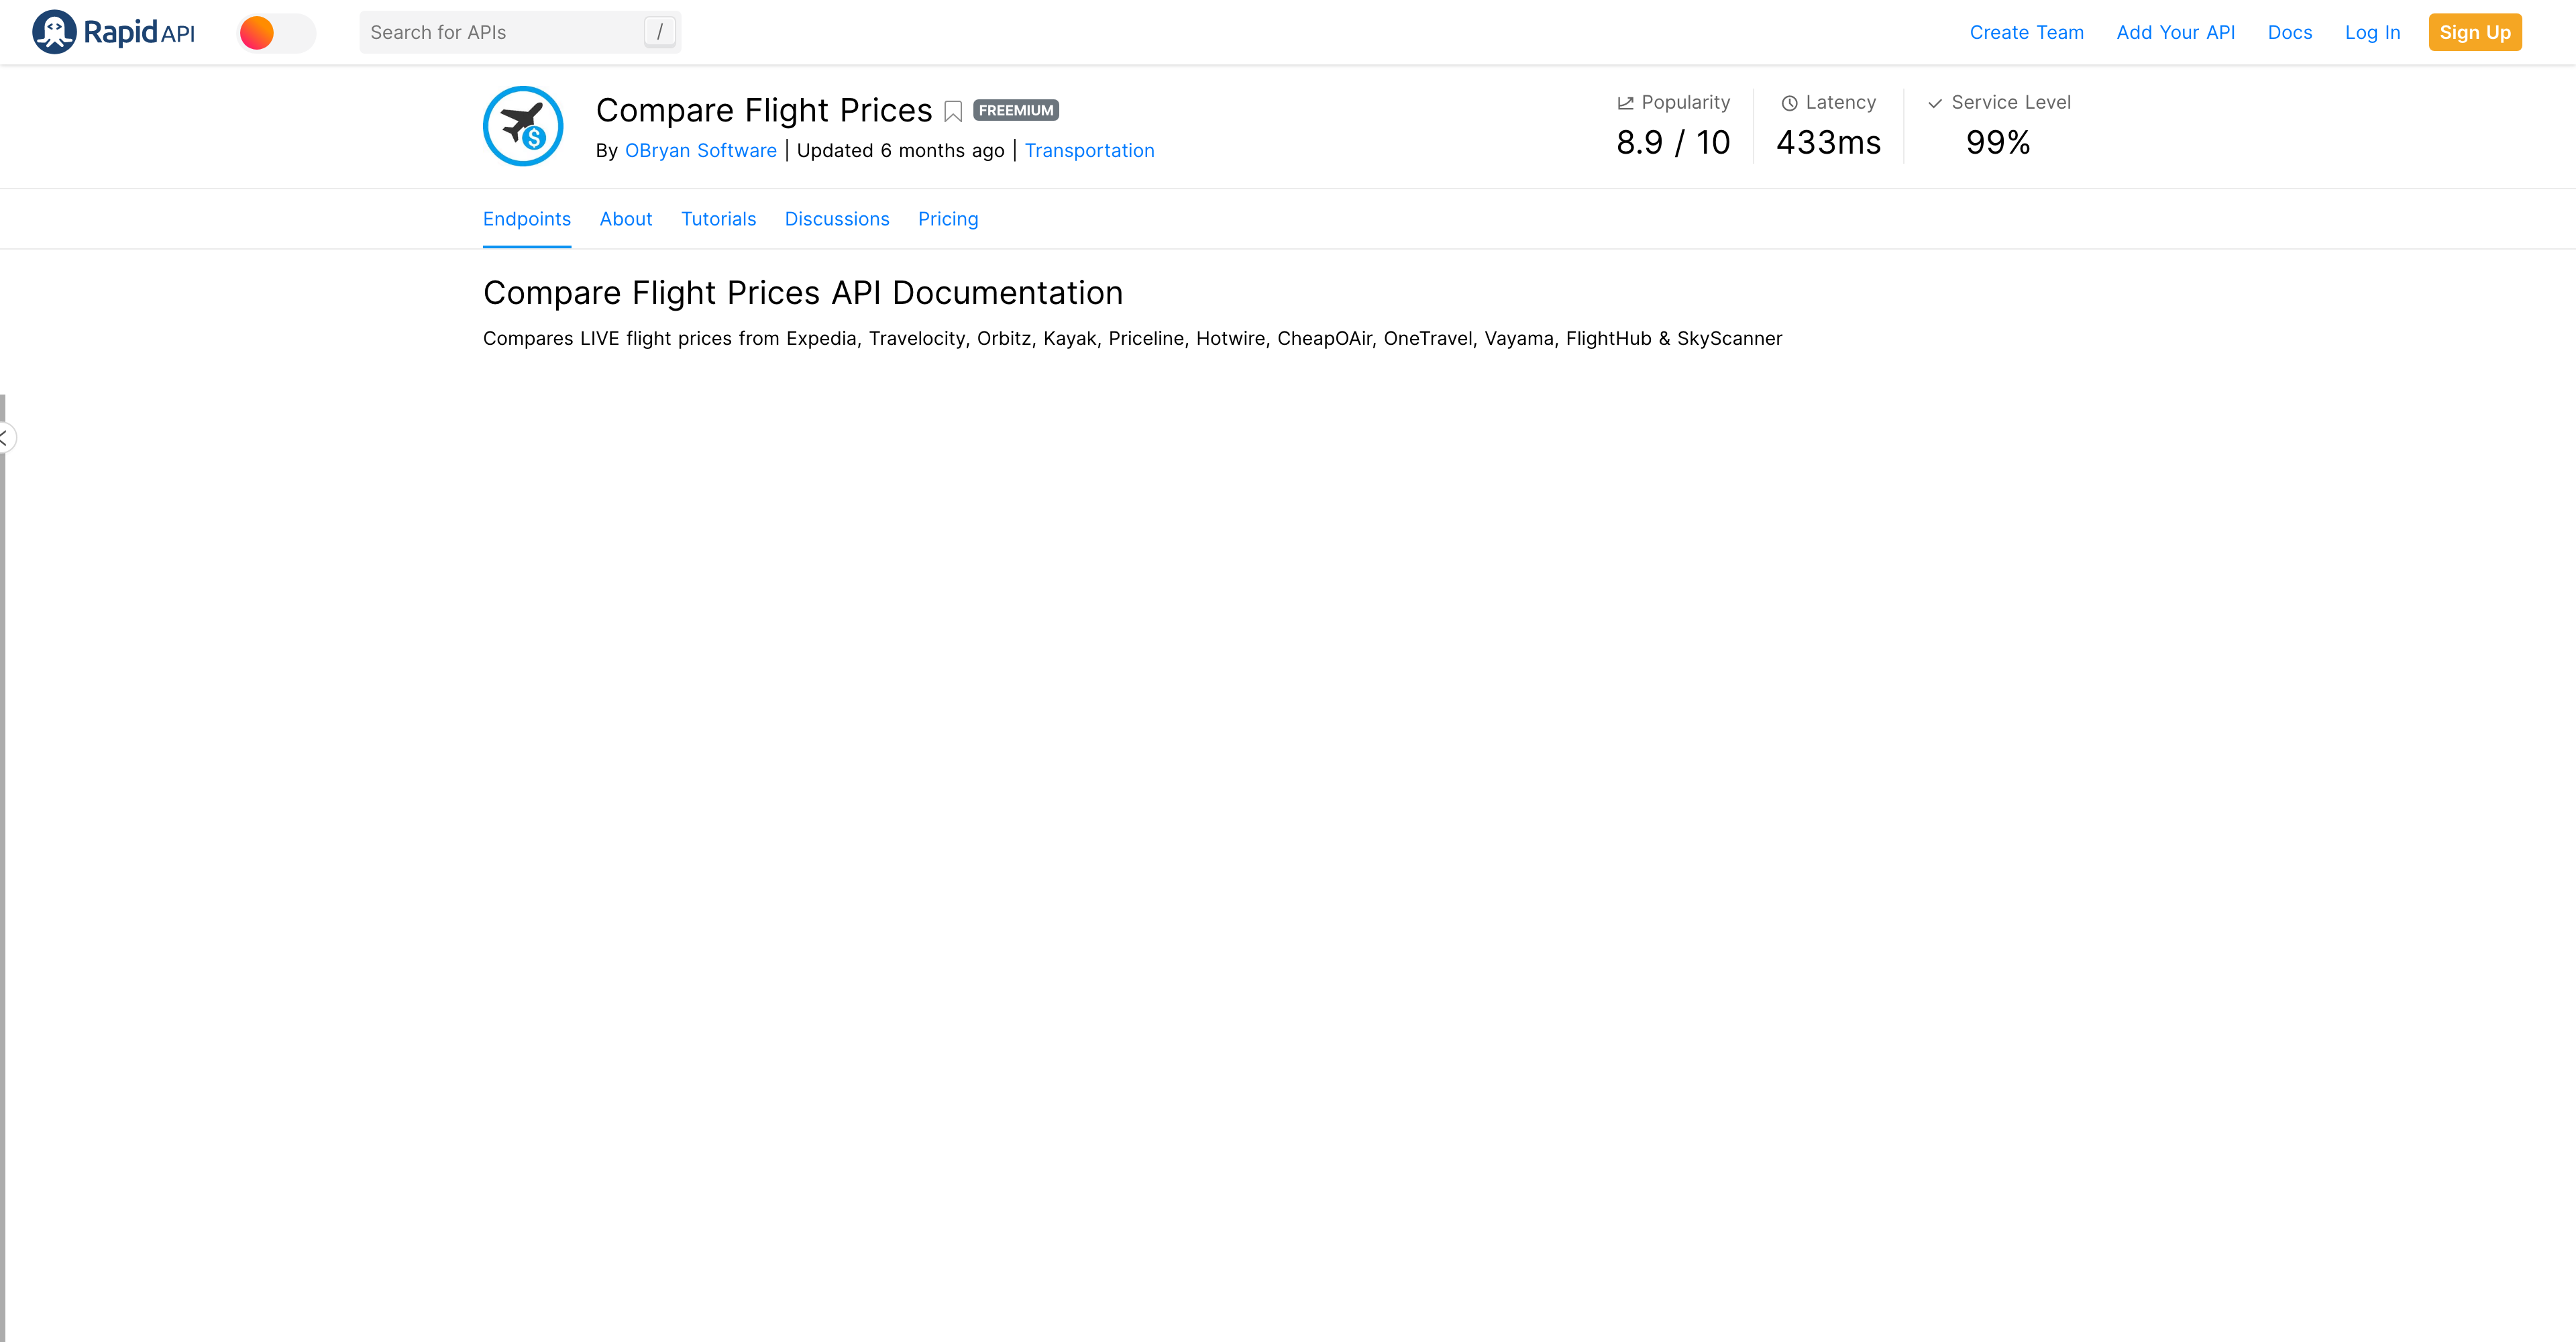 RapidAPI
Search for APIs /
Create Team Add Your API Docs Log In Sign Up
Compare Flight Prices FREEMIUM
By OBryan Software | Updated 6 months ago | Transportation
Popularity Latency Service Level
8.9 / 10 433ms 99%
Endpoints About Tutorials Discussions Pricing
Compare Flight Prices API Documentation
Compares LIVE flight prices from Expedia, Travelocity, Orbitz, Kayak, Priceline, Hotwire, CheapOAir, OneTravel, Vayama, FlightHub & SkyScanner